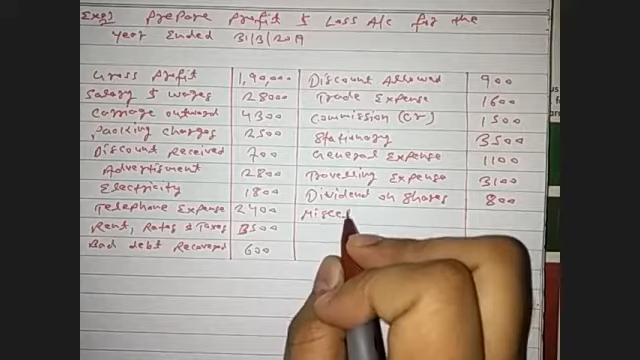 Exp:1 Prepare Profit & Loss A/c for the
year Ended 31/3/2019
Gross Profit 1,90,000 Discount Allowed 900
Salary & wages 28000 Trade Expense 1600
Carriage outward 4300 Commission (Cr) 1500
Packing charges 2500 Stationary 3500
Discount Received 700 General Expense 1100
Advertisment 2800 Travelling Expense 3100
Electricity 1800 Dividend on Shares 800
Telephone Expense 2400 Miscel
Rent, Rates & Taxes 3500
Bad debt Recovered 600